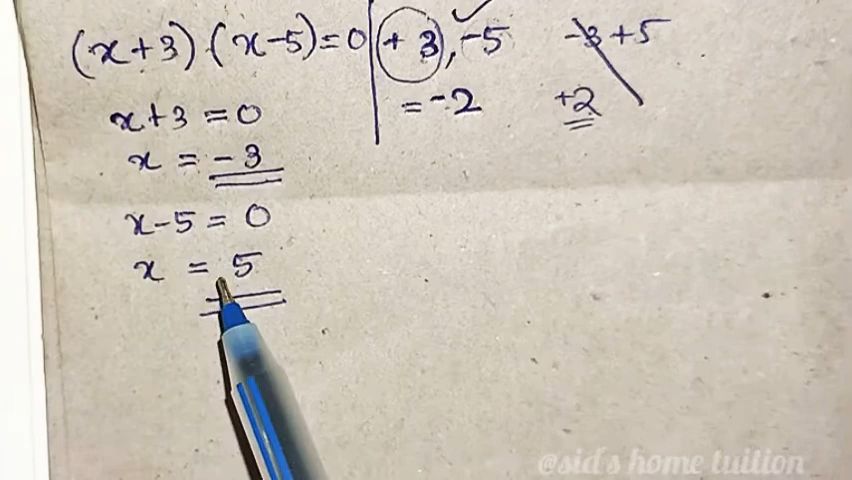 (x+3) (x-5)=0 +3, -5 -3+5
x+3 =0 =-2 +2
x = -3
x-5 = 0
x = 5
@sid's home tuition